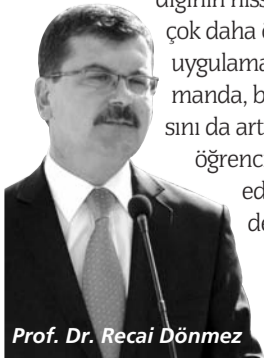 diğinin hiss
çok daha ö
uygulama
manda, b
sını da art
öğrenc
ed
de
Prof. Dr. Recai Dönmez